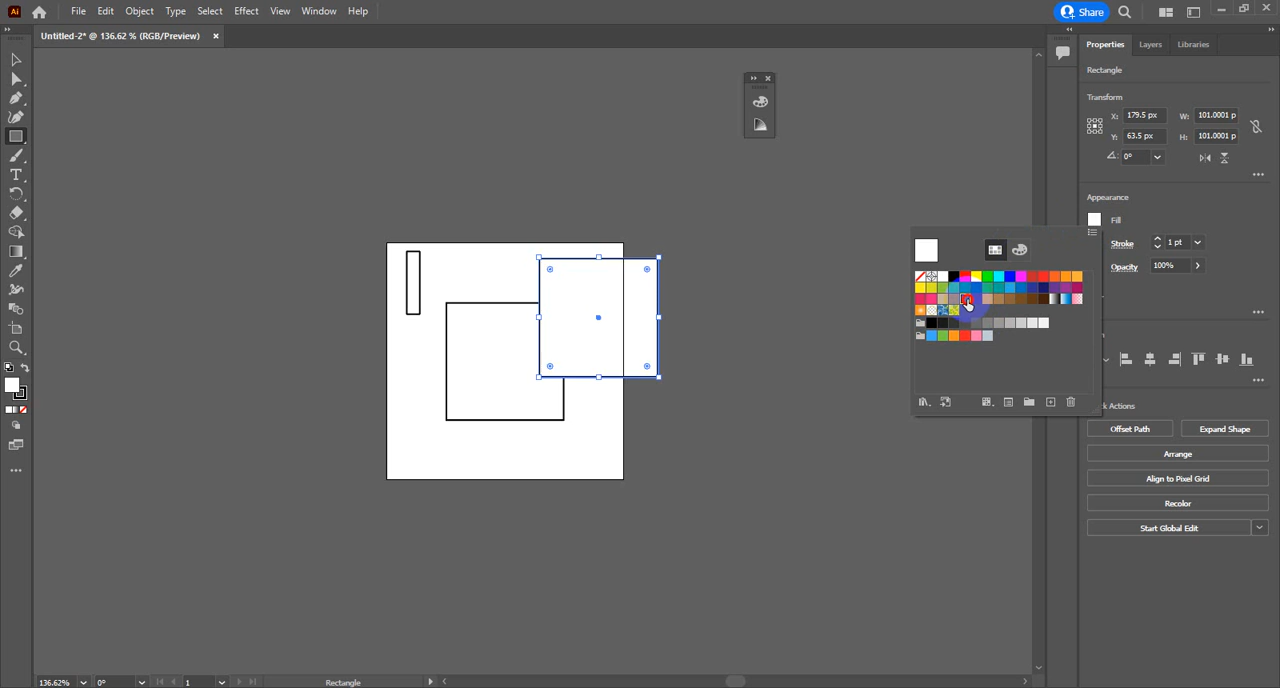 Ai File Edit Object Type Select Effect View Window Help Share
Untitled-2* @ 136.62 % (RGB/Preview)
Properties Layers Libraries
Rectangle
Transform
X: 179.5 px W: 101.0001 p
Y: 63.5 px H: 101.0001 p
0°
Appearance
Fill
Stroke 1 pt
Opacity 100%
ck Actions
Offset Path Expand Shape
Arrange
Align to Pixel Grid
Recolor
Start Global Edit
136.62% 0° 1 Rectangle